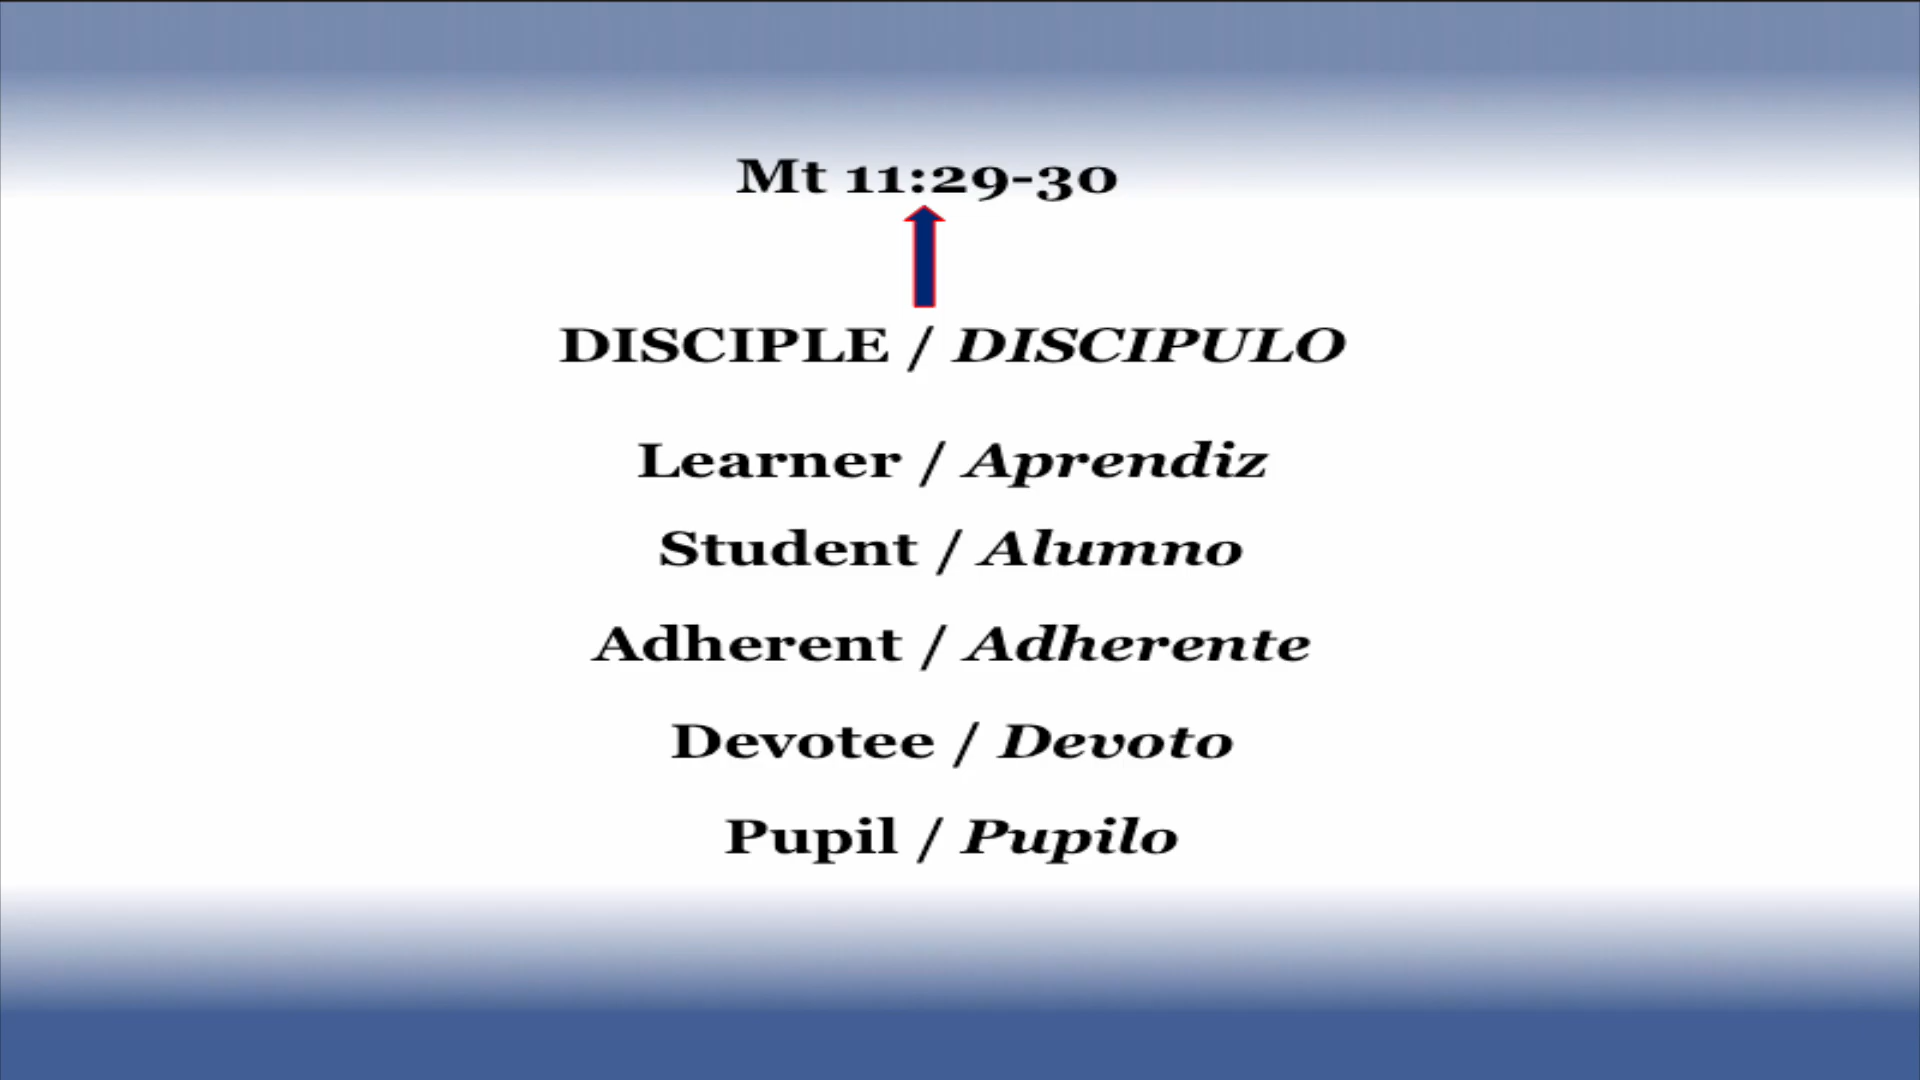 Mt 11:29-30
DISCIPLE / DISCIPULO
Learner / Aprendiz
Student / Alumno
Adherent / Adherente
Devotee / Devoto
Pupil / Pupilo